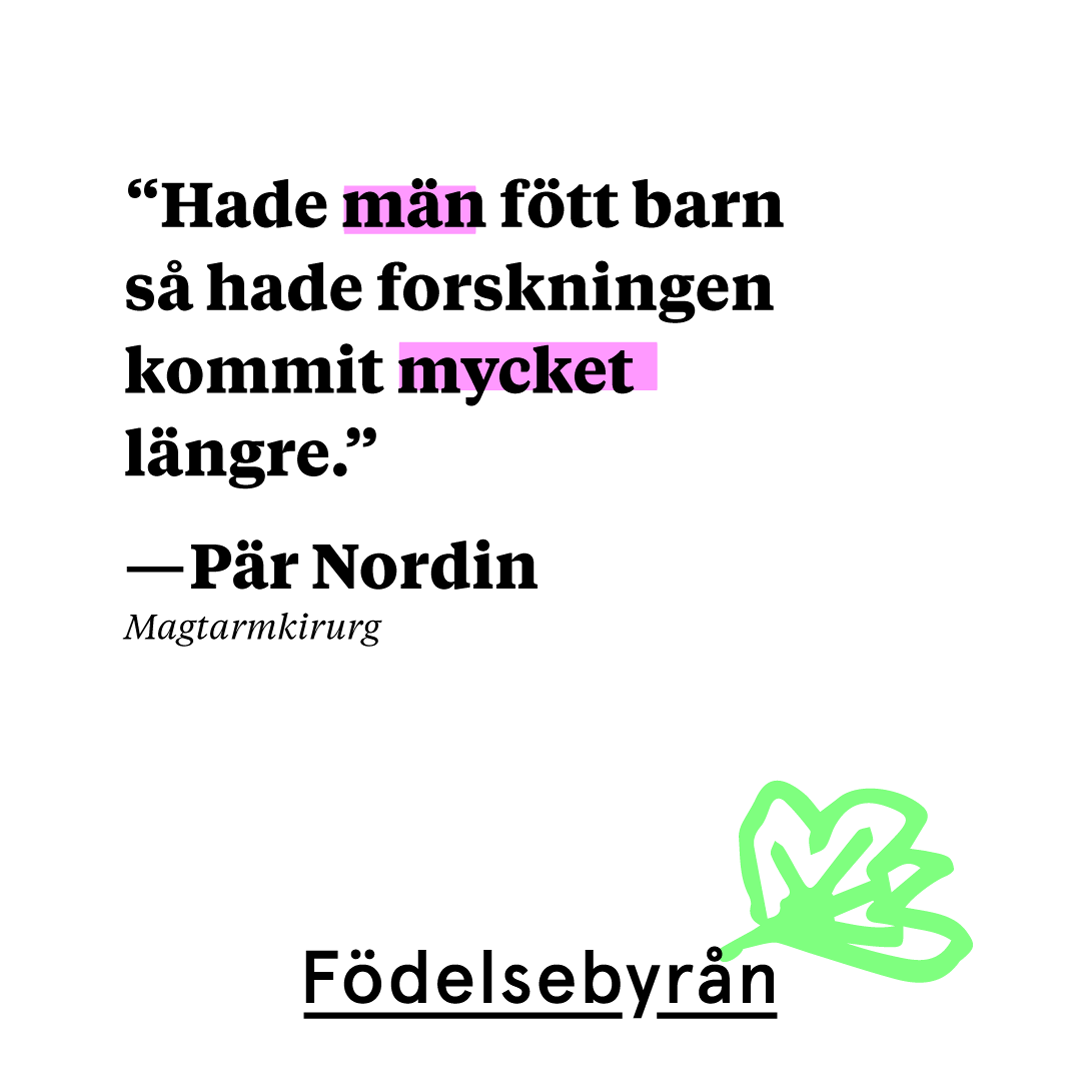 “Hade män fött barn
så hade forskningen
kommit mycket
längre.”
—Pär Nordin
Magtarmkirurg
Födelsebyrån